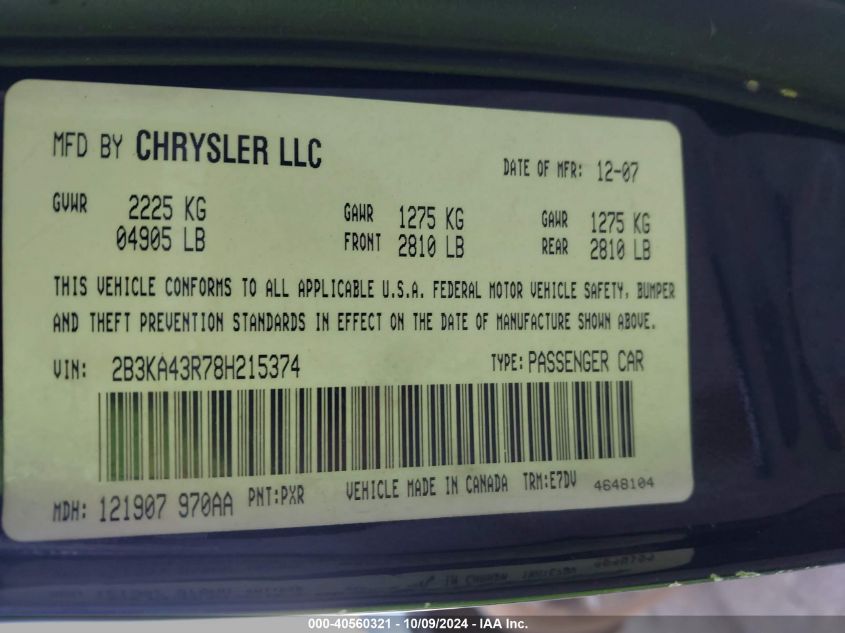 MFD BY CHRYSLER LLC DATE OF MFR: 12-07
GVWR 2225 KG GAWR 1275 KG GAWR 1275 KG
04905 LB FRONT 2810 LB REAR 2810 LB
THIS VEHICLE CONFORMS TO ALL APPLICABLE U.S.A. FEDERAL MOTOR VEHICLE SAFETY, BUMPER
AND THEFT PREVENTION STANDARDS IN EFFECT ON THE DATE OF MANUFACTURE SHOWN ABOVE.
VIN: 2B3KA43R78H215374 TYPE: PASSENGER CAR
MDH: 121907 970AA PNT:PXR VEHICLE MADE IN CANADA TRM:E7DV 4648104
000-40560321 - 10/09/2024 - IAA Inc.